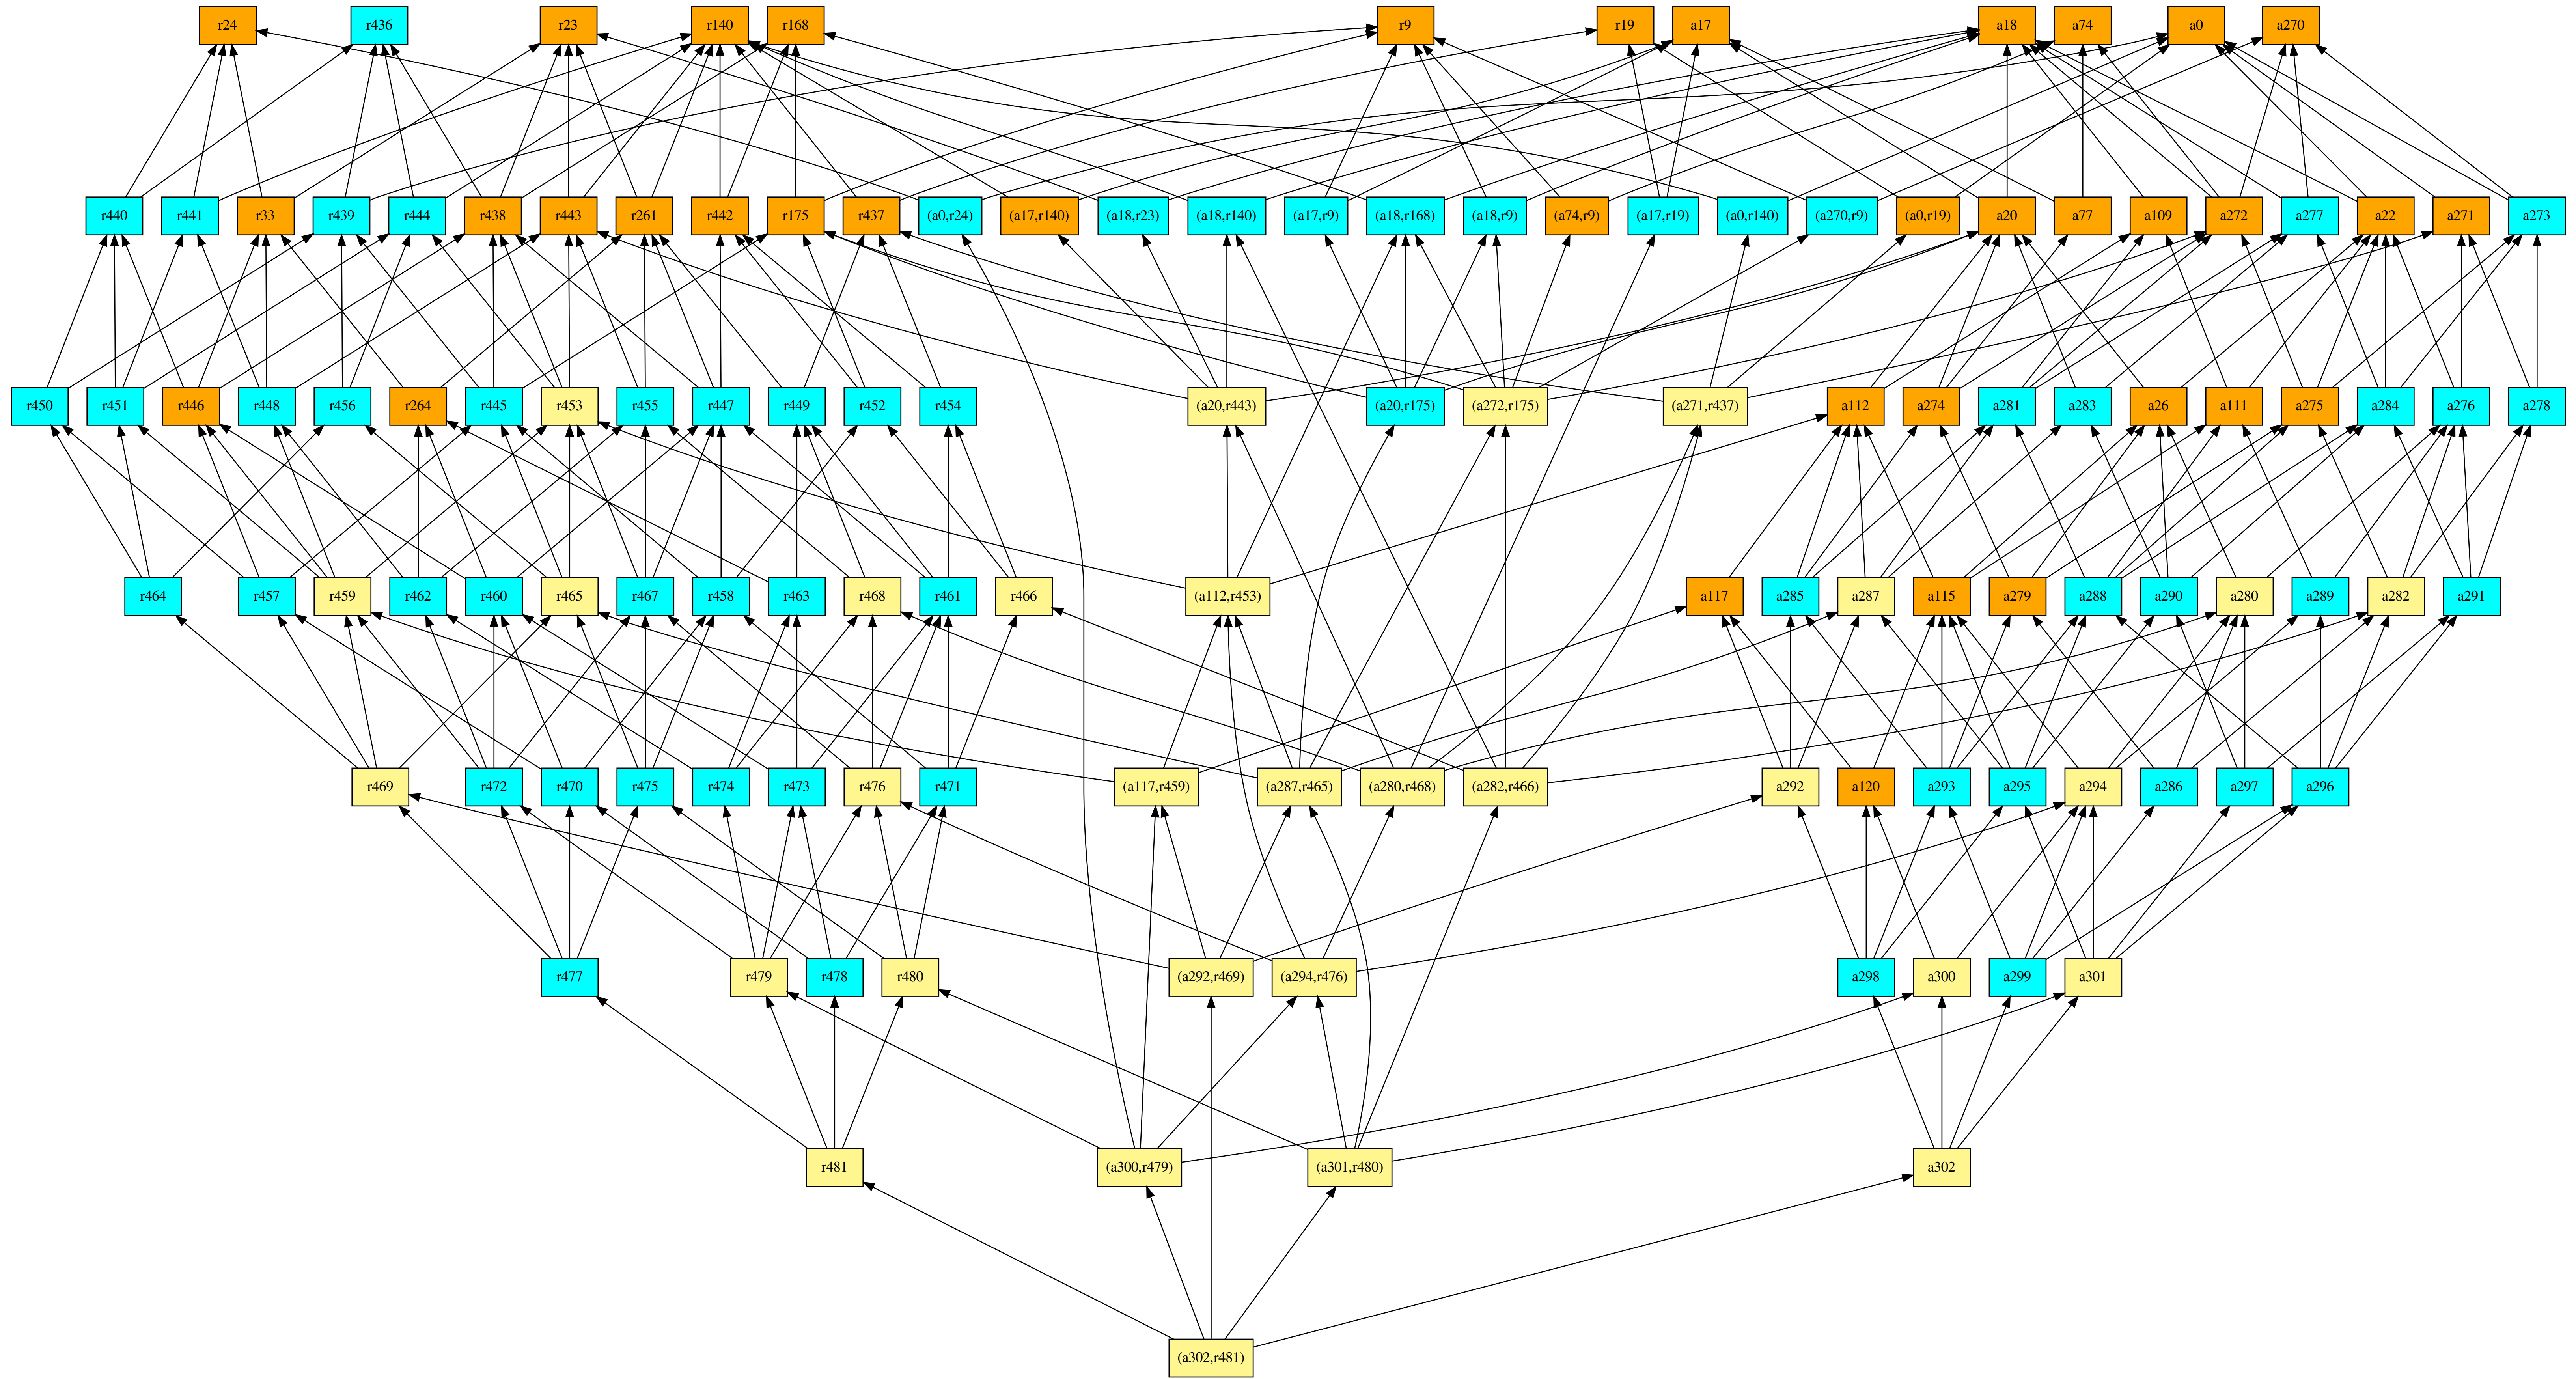 r24 r436 r23 r140 r168 r9 r19 a17 a18 a74 a0 a270
r440 r441 r33 r439 r444 r438 r443 r261 r442 r175 r437 (a0,r24) (a17,r140) (a18,r23) (a18,r140) (a17,r9) (a18,r168) (a18,r9) (a74,r9) (a17,r19) (a0,r140) (a270,r9) (a0,r19) a20 a77 a109 a272 a277 a22 a271 a273
r450 r451 r446 r448 r456 r264 r445 r453 r455 r447 r449 r452 r454 (a20,r443) (a20,r175) (a272,r175) (a271,r437) a112 a274 a281 a283 a26 a111 a275 a284 a276 a278
r464 r457 r459 r462 r460 r465 r467 r458 r463 r468 r461 r466 (a112,r453) a117 a285 a287 a115 a279 a288 a290 a280 a289 a282 a291
r469 r472 r470 r475 r474 r473 r476 r471 (a117,r459) (a287,r465) (a280,r468) (a282,r466) a292 a120 a293 a295 a294 a286 a297 a296
r477 r479 r478 r480 (a292,r469) (a294,r476) a298 a300 a299 a301
r481 (a300,r479) (a301,r480) a302
(a302,r481)